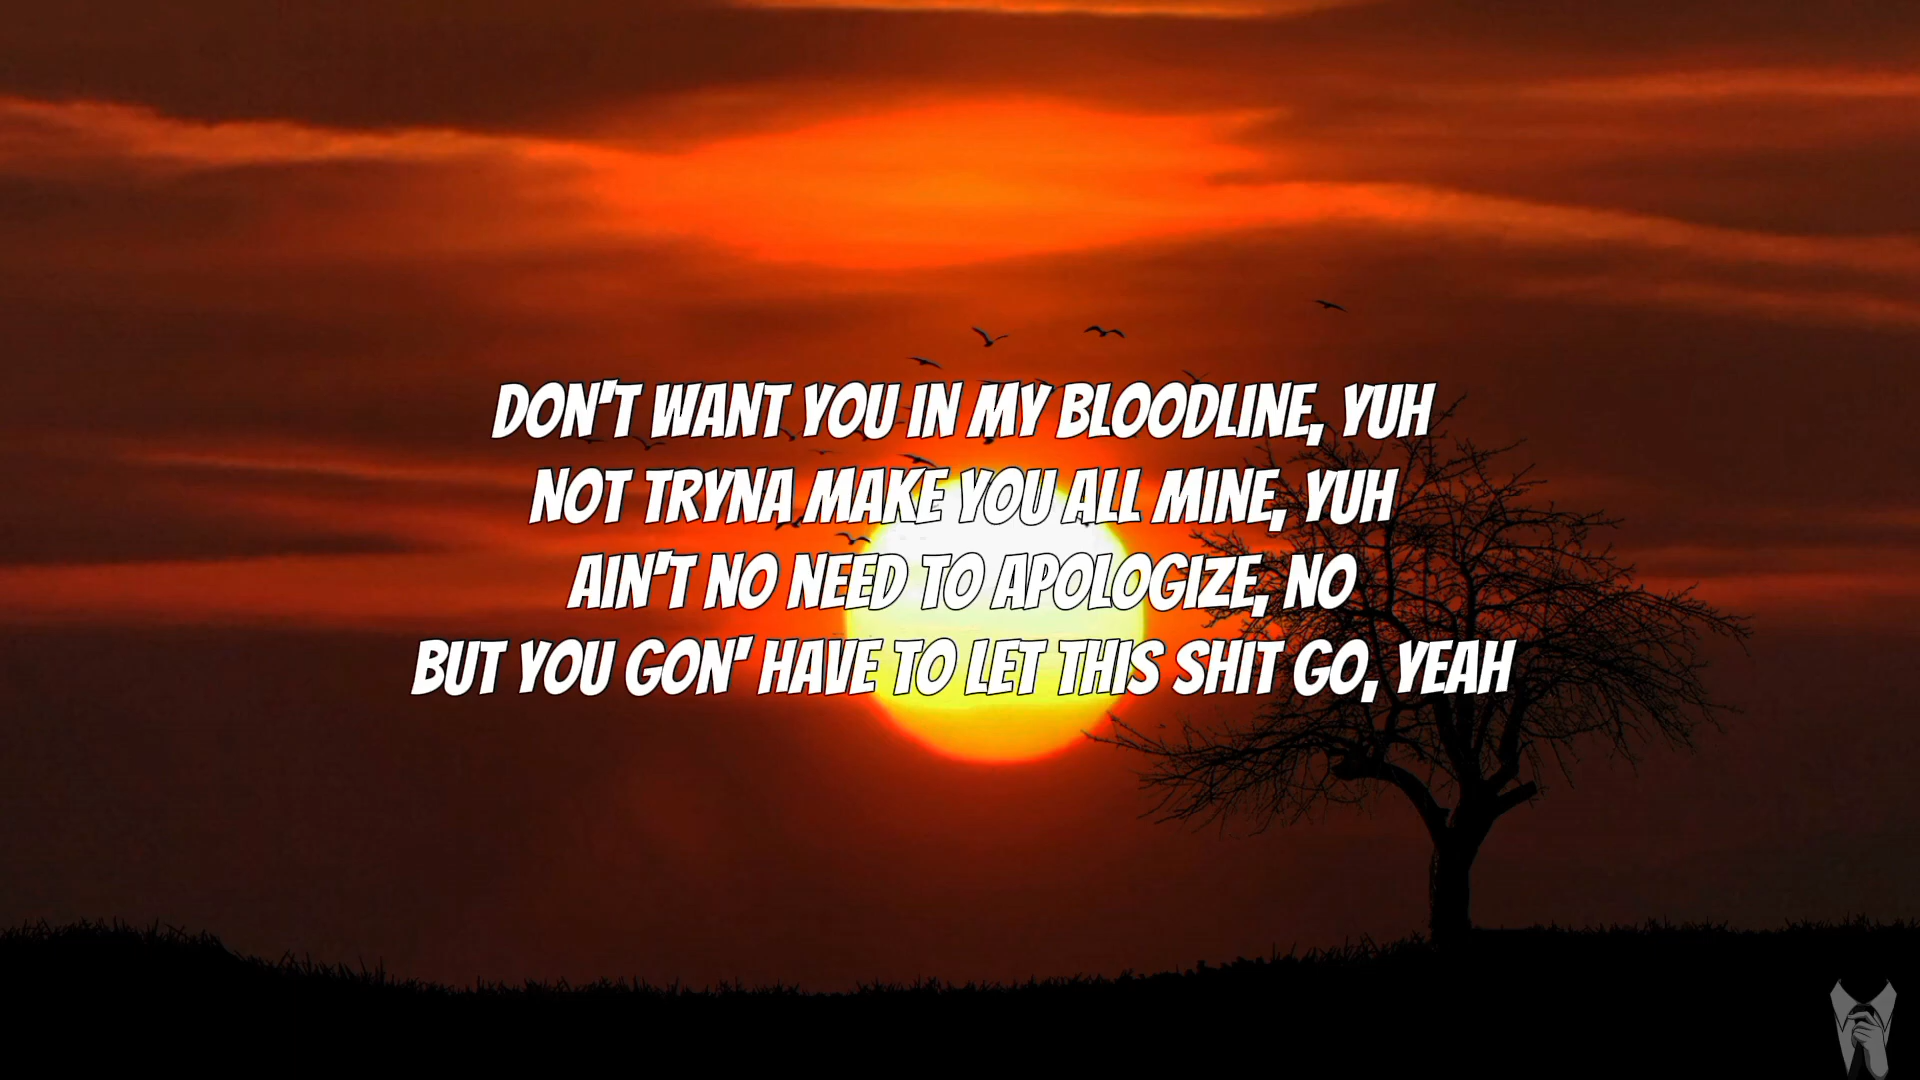 DON'T WANT YOU IN MY BLOODLINE, YUH
NOT TRYNA MAKE YOU ALL MINE, YUH
AIN'T NO NEED TO APOLOGIZE, NO
BUT YOU GON' HAVE TO LET THIS SHIT GO, YEAH